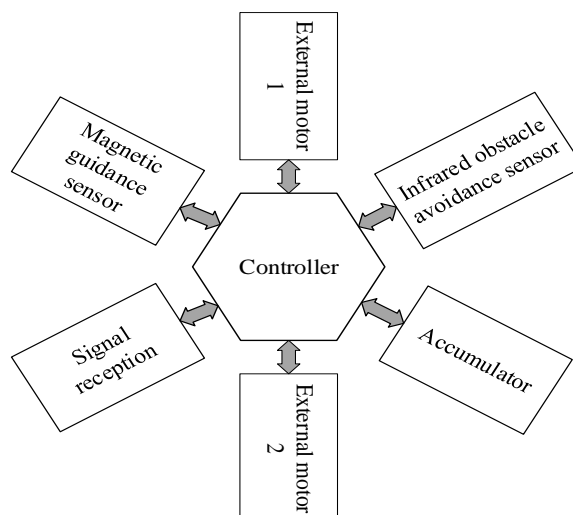 External motor
1
Magnetic
guidance
sensor
Infrared obstacle
avoidance sensor
Controller
Signal
reception
Accumulator
External motor
2